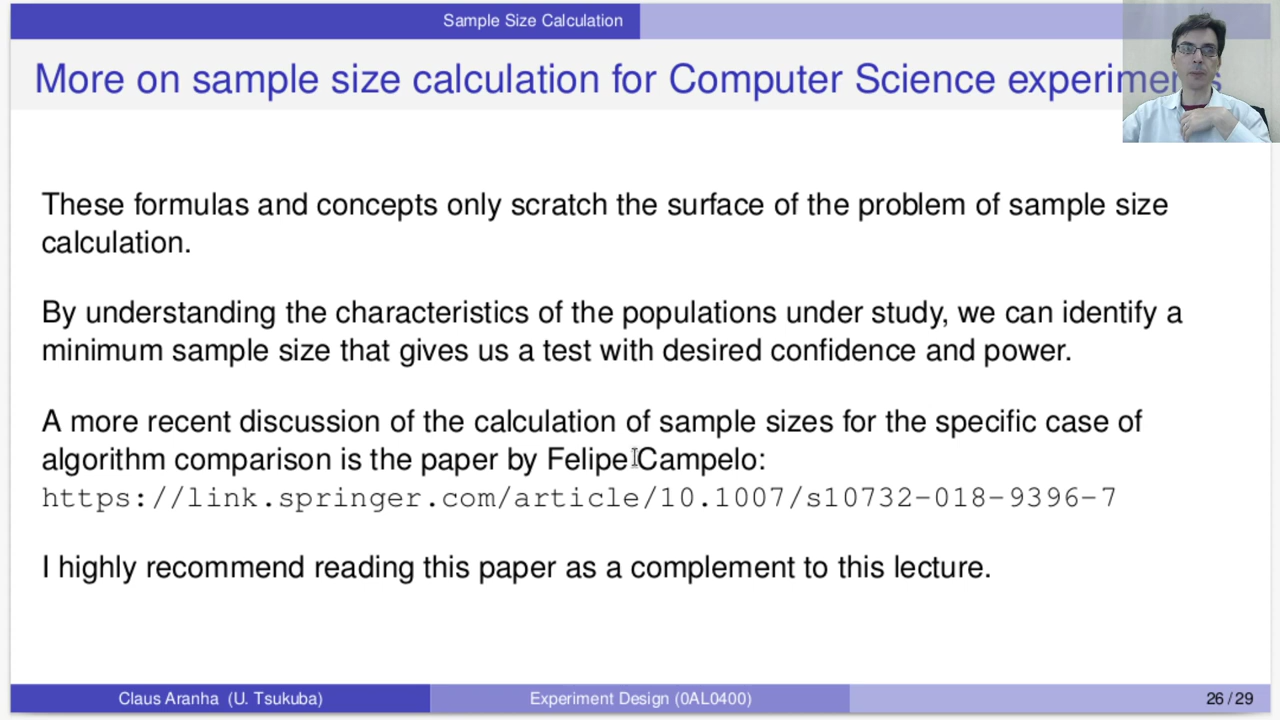 Sample Size Calculation
More on sample size calculation for Computer Science experiments
These formulas and concepts only scratch the surface of the problem of sample size
calculation.
By understanding the characteristics of the populations under study, we can identify a
minimum sample size that gives us a test with desired confidence and power.
A more recent discussion of the calculation of sample sizes for the specific case of
algorithm comparison is the paper by Felipe Campelo:
https://link.springer.com/article/10.1007/s10732-018-9396-7
I highly recommend reading this paper as a complement to this lecture.
Claus Aranha (U. Tsukuba)
Experiment Design (0AL0400)
26 / 29